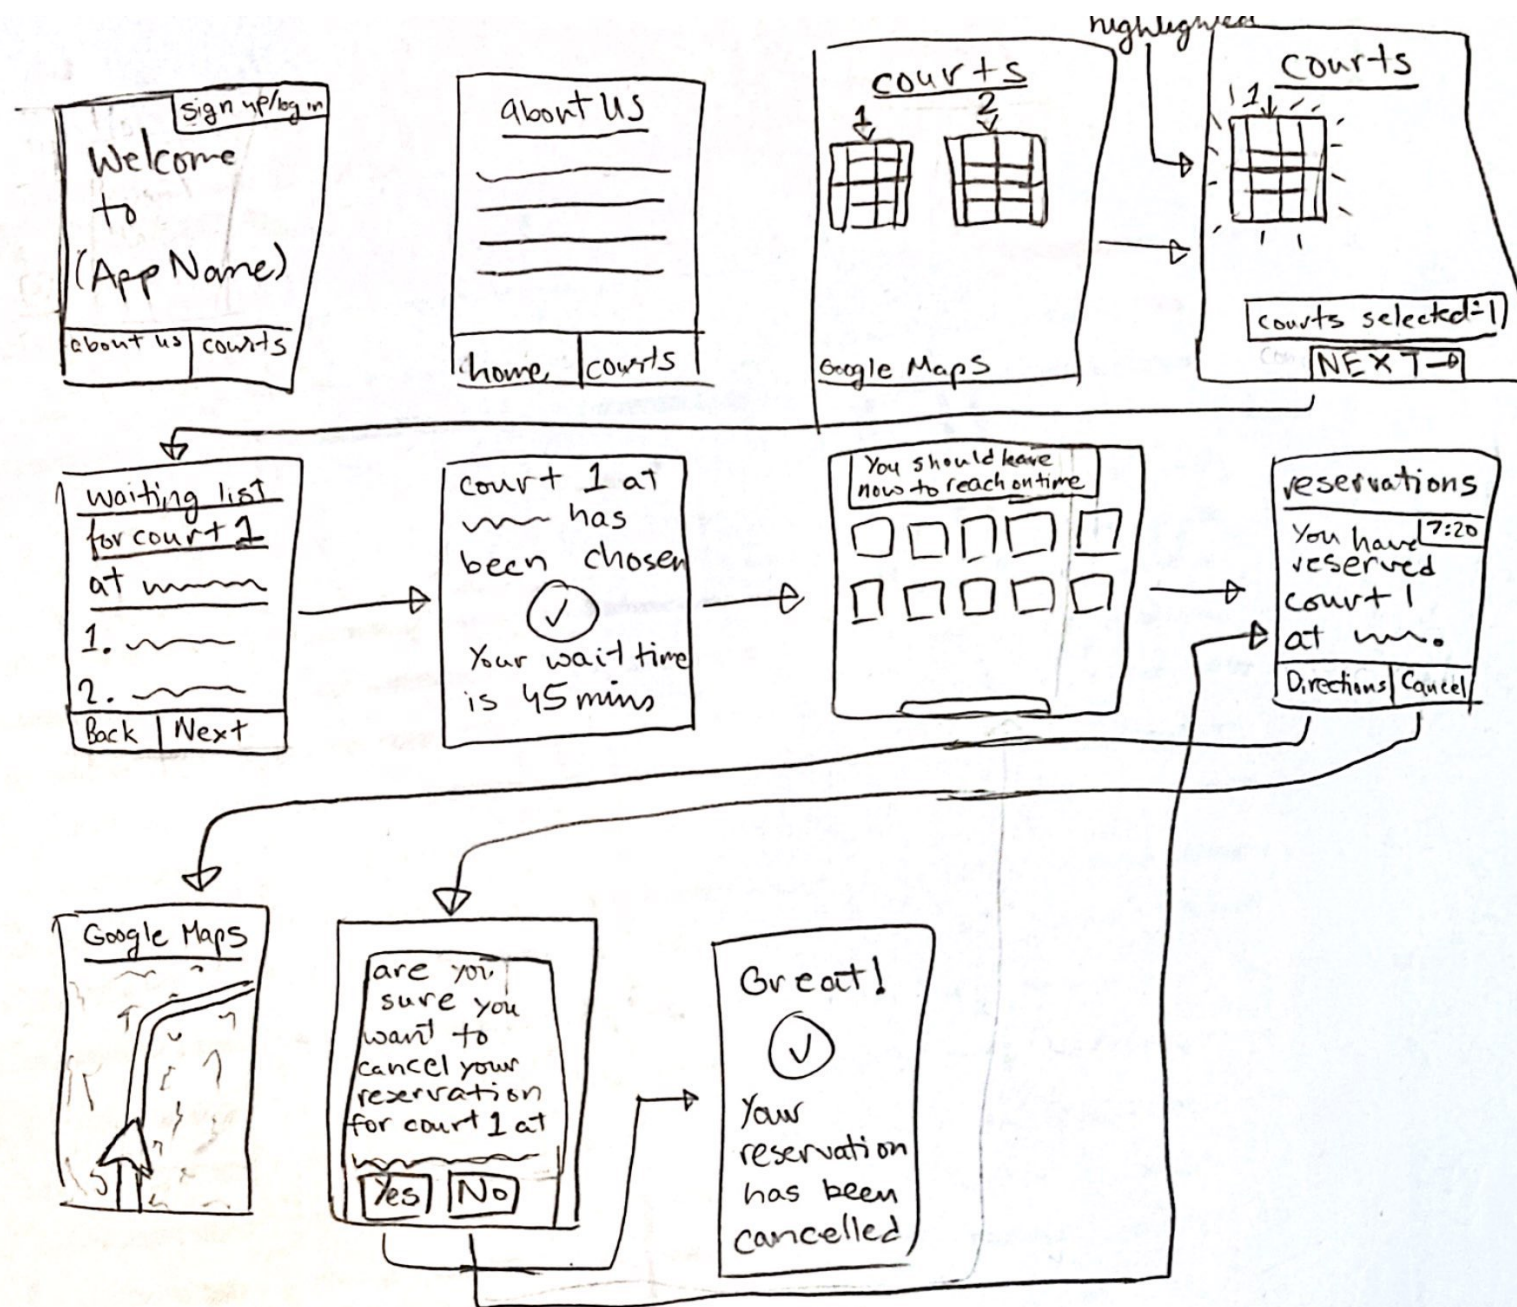 highlighted
sign up/log in
Welcome
to
(App Name)
about us
courts
about us
home
courts
courts
1
2
Google Maps
courts
1
courts selected=1
NEXT
waiting list
for court 1
at
1.
2.
Back
Next
court 1 at
has
been chosen
Your wait time
is 45 mins
You should leave
now to reach on time
reservations
7:20
You have
reserved
court 1
at
Directions
Cancel
Google Maps
are you
sure you
want to
cancel your
reservation
for court 1 at
Yes
No
Great!
Your
reservation
has been
cancelled